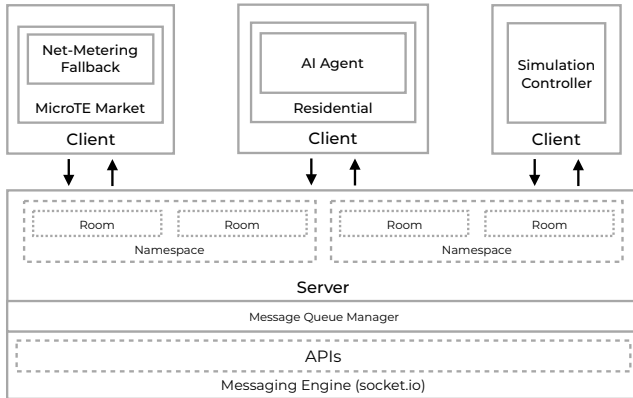 Net-Metering
Fallback
MicroTE Market
Client
AI Agent
Residential
Client
Simulation
Controller
Client
Room
Room
Namespace
Room
Room
Namespace
Server
Message Queue Manager
APIs
Messaging Engine (socket.io)